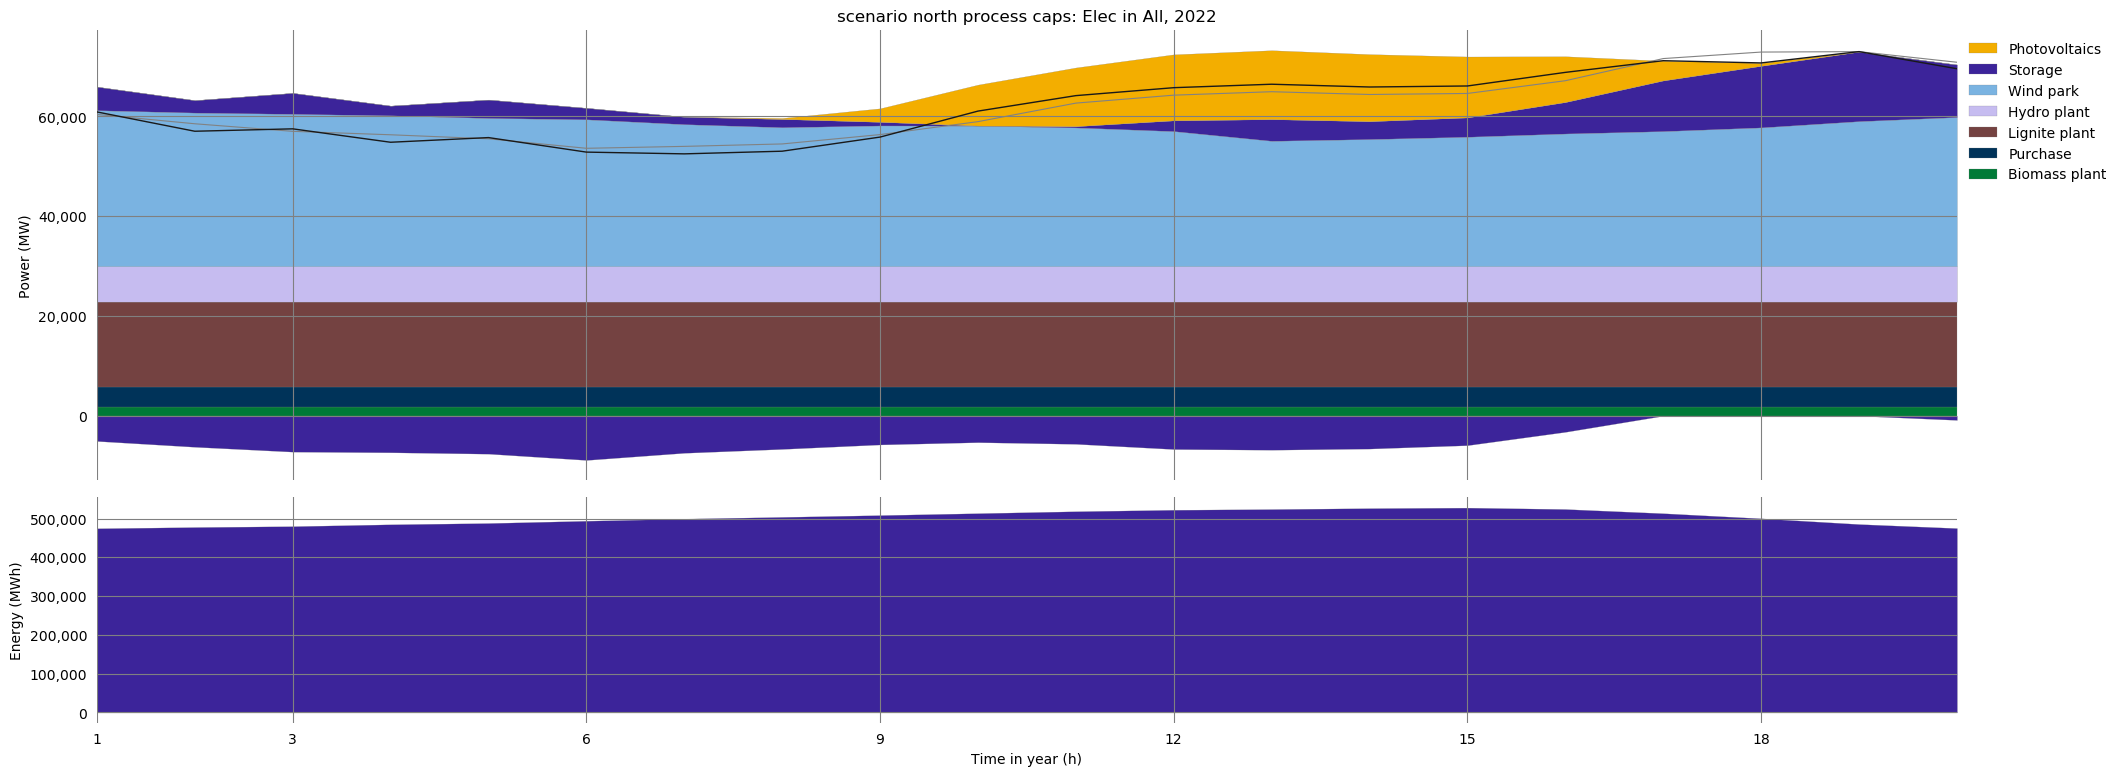 scenario north process caps: Elec in All, 2022
Power (MW)
60,000
40,000
20,000
0
Photovoltaics
Storage
Wind park
Hydro plant
Lignite plant
Purchase
Biomass plant
Energy (MWh)
500,000
400,000
300,000
200,000
100,000
0
1 3 6 9 12 15 18
Time in year (h)